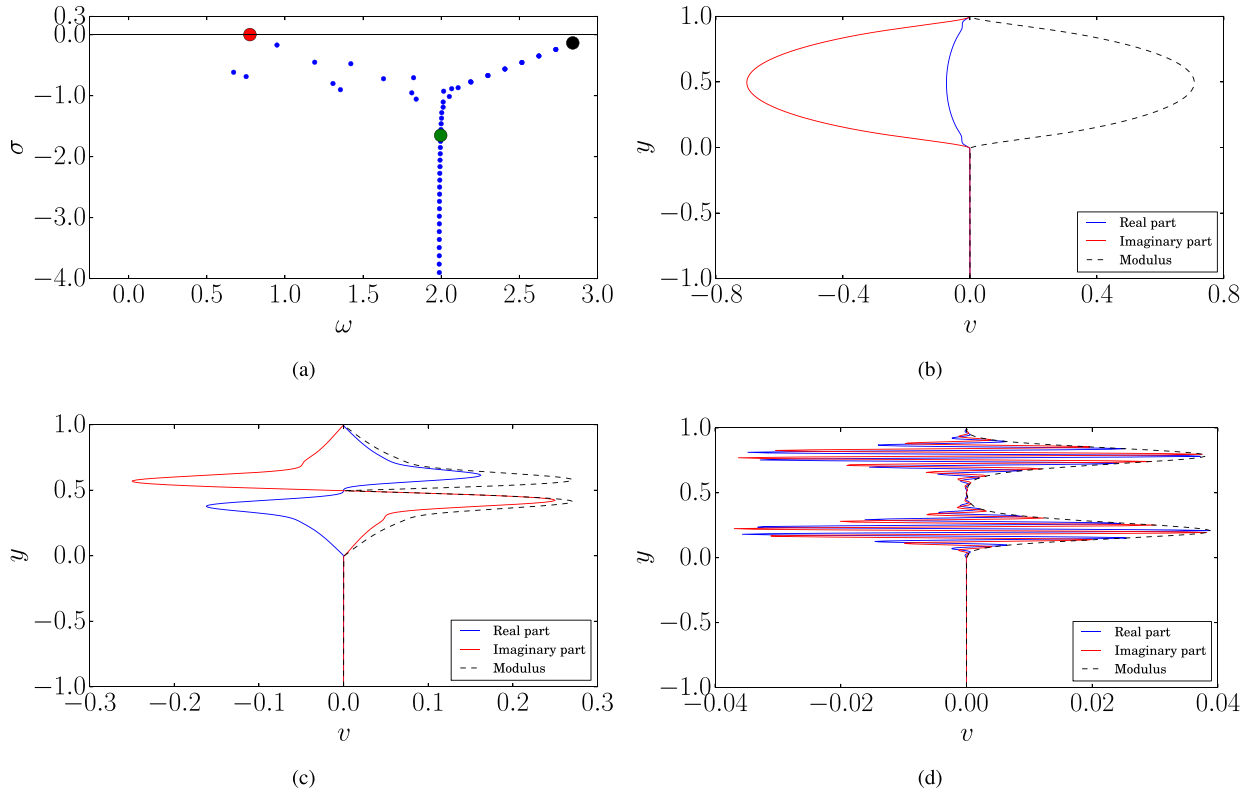 0.3
0.0
−1.0
−2.0
−3.0
−4.0
σ
0.0 0.5 1.0 1.5 2.0 2.5 3.0
ω
(a)
1.0
0.5
0.0
−0.5
−1.0
y
−0.8 −0.4 0.0 0.4 0.8
v
Real part
Imaginary part
Modulus
(b)
1.0
0.5
0.0
−0.5
−1.0
y
−0.3 −0.2 −0.1 0.0 0.1 0.2 0.3
v
Real part
Imaginary part
Modulus
(c)
1.0
0.5
0.0
−0.5
−1.0
y
−0.04 −0.02 0.00 0.02 0.04
v
Real part
Imaginary part
Modulus
(d)